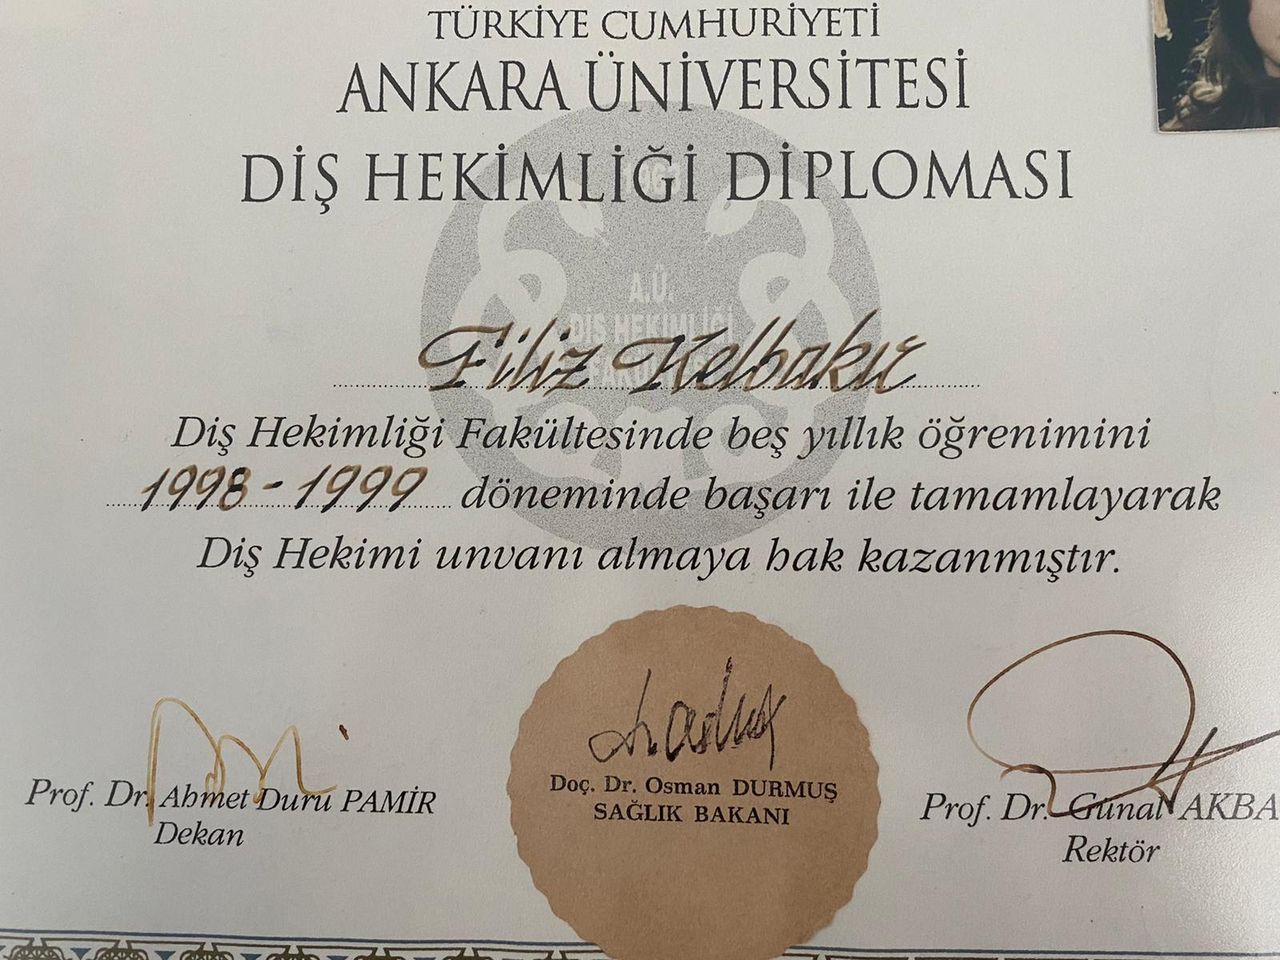 TÜRKİYE CUMHURİYETİ
ANKARA ÜNİVERSİTESİ
DİŞ HEKİMLİĞİ DİPLOMASI
A.Ü.
DİŞ HEKİMLİĞİ
FAKÜLTESİ
Filiz Kelbakır
Diş Hekimliği Fakültesinde beş yıllık öğrenimini
1998-1999 döneminde başarı ile tamamlayarak
Diş Hekimi unvanı almaya hak kazanmıştır.
Prof. Dr. Ahmet Duru PAMİR
Dekan
Doç. Dr. Osman DURMUŞ
SAĞLIK BAKANI
Prof. Dr. Günal AKBA
Rektör